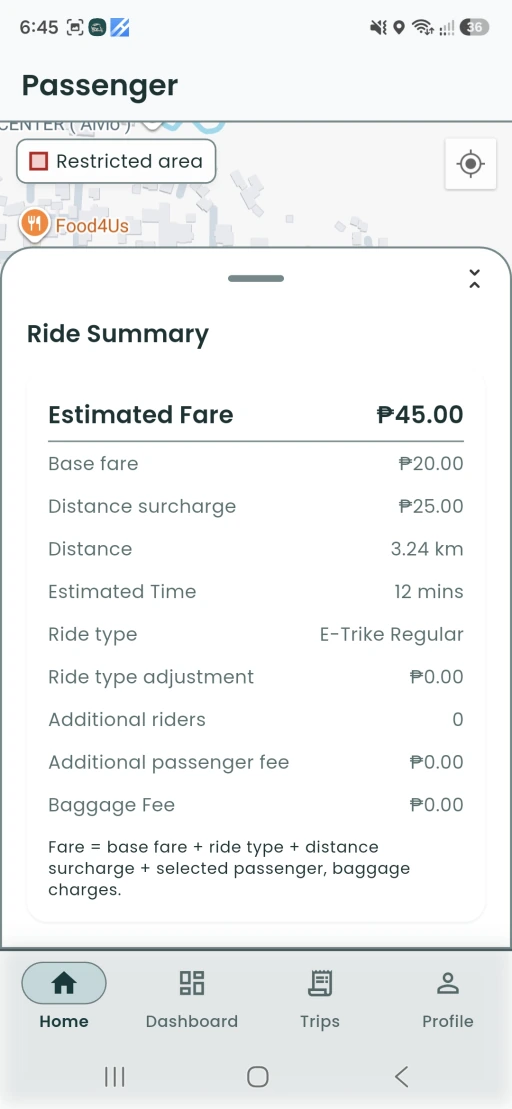 6:45
36
Passenger
CENTER ( AMU )
Restricted area
Food4Us
Ride Summary
Estimated Fare ₱45.00
Base fare ₱20.00
Distance surcharge ₱25.00
Distance 3.24 km
Estimated Time 12 mins
Ride type E-Trike Regular
Ride type adjustment ₱0.00
Additional riders 0
Additional passenger fee ₱0.00
Baggage Fee ₱0.00
Fare = base fare + ride type + distance
surcharge + selected passenger, baggage
charges.
Home Dashboard Trips Profile